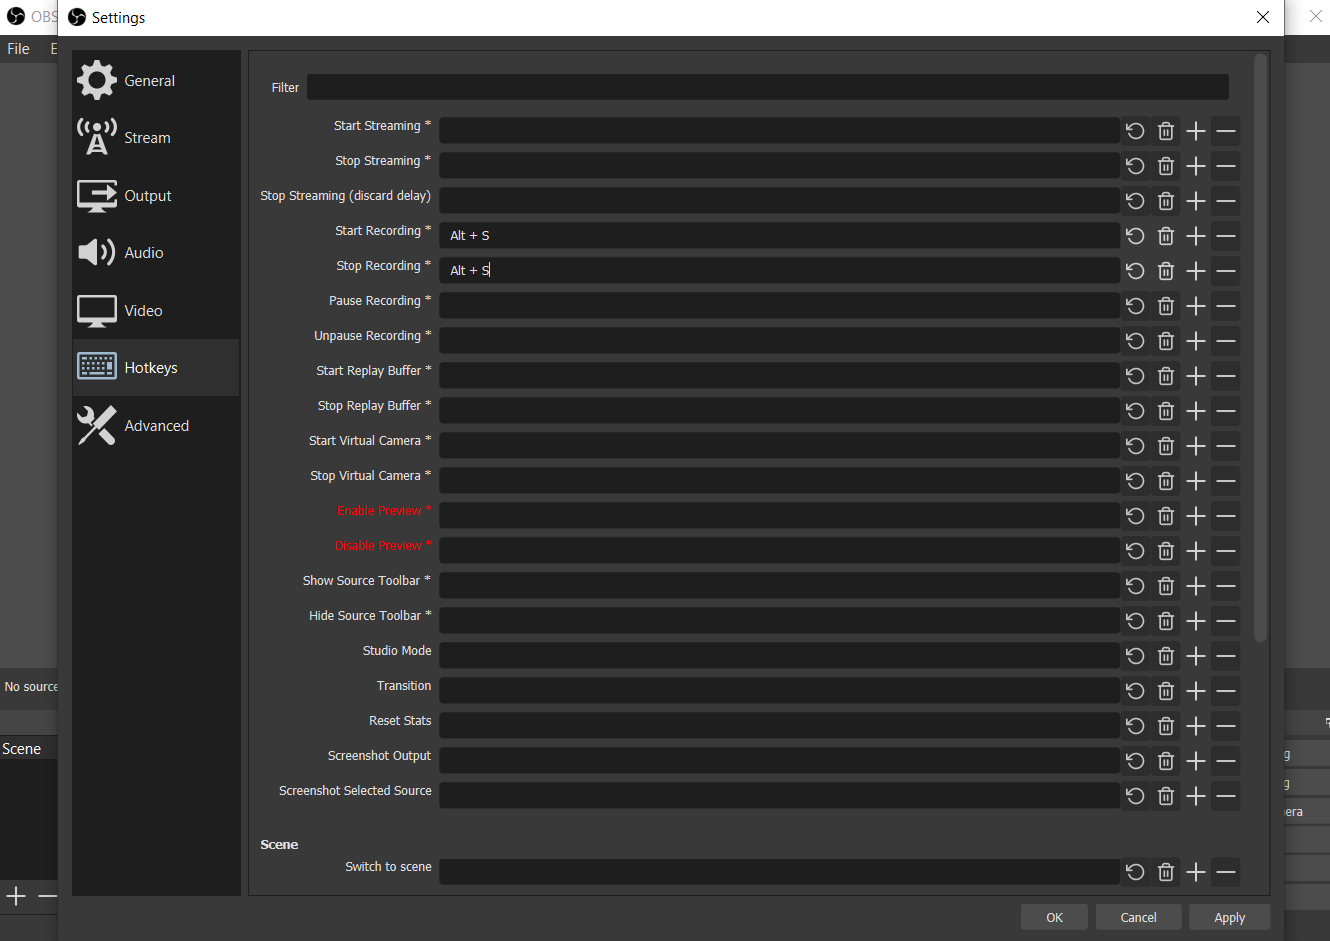 OBS
Settings
File
E
General
Stream
Output
Audio
Video
Hotkeys
Advanced
Filter
Start Streaming *
Stop Streaming *
Stop Streaming (discard delay)
Start Recording * Alt + S
Stop Recording * Alt + S
Pause Recording *
Unpause Recording *
Start Replay Buffer *
Stop Replay Buffer *
Start Virtual Camera *
Stop Virtual Camera *
Enable Preview *
Disable Preview *
Show Source Toolbar *
Hide Source Toolbar *
Studio Mode
Transition
Reset Stats
Screenshot Output
Screenshot Selected Source
Scene
Switch to scene
No source
Scene
g
g
era
OK Cancel Apply